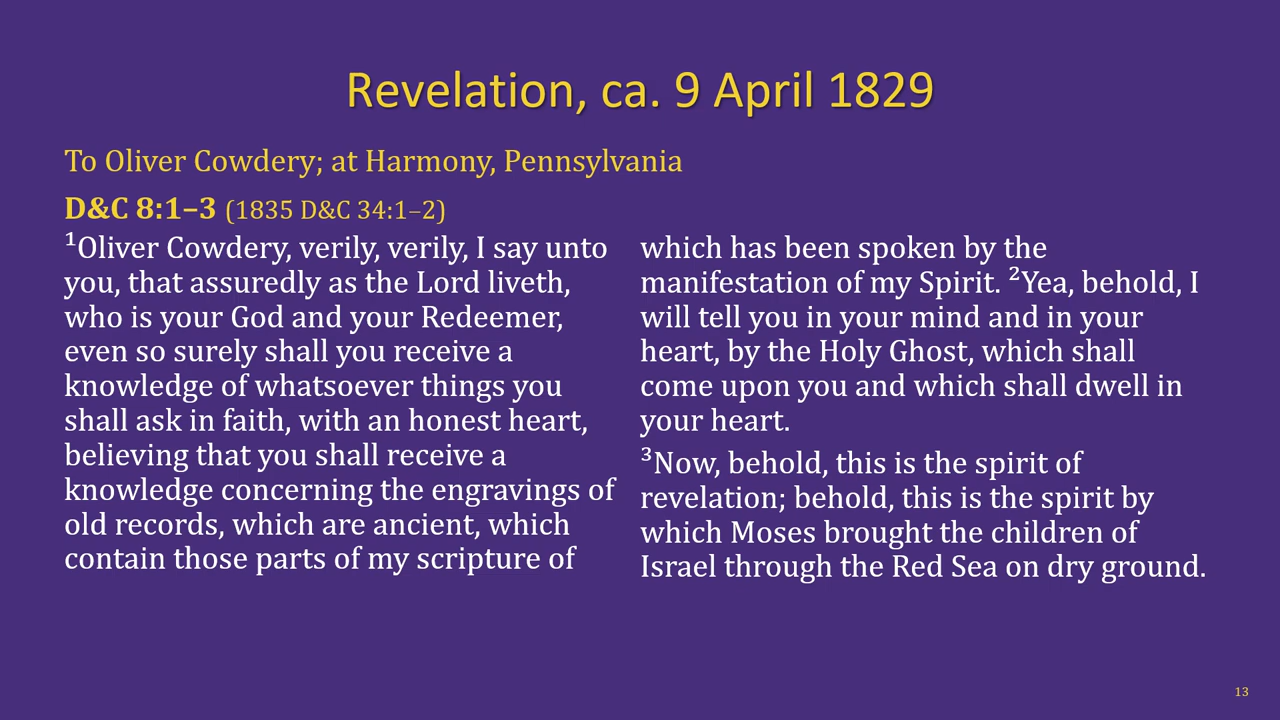 Revelation, ca. 9 April 1829
To Oliver Cowdery; at Harmony, Pennsylvania
D&C 8:1–3 (1835 D&C 34:1–2)
¹Oliver Cowdery, verily, verily, I say unto
you, that assuredly as the Lord liveth,
who is your God and your Redeemer,
even so surely shall you receive a
knowledge of whatsoever things you
shall ask in faith, with an honest heart,
believing that you shall receive a
knowledge concerning the engravings of
old records, which are ancient, which
contain those parts of my scripture of
which has been spoken by the
manifestation of my Spirit. ²Yea, behold, I
will tell you in your mind and in your
heart, by the Holy Ghost, which shall
come upon you and which shall dwell in
your heart.
³Now, behold, this is the spirit of
revelation; behold, this is the spirit by
which Moses brought the children of
Israel through the Red Sea on dry ground.
13